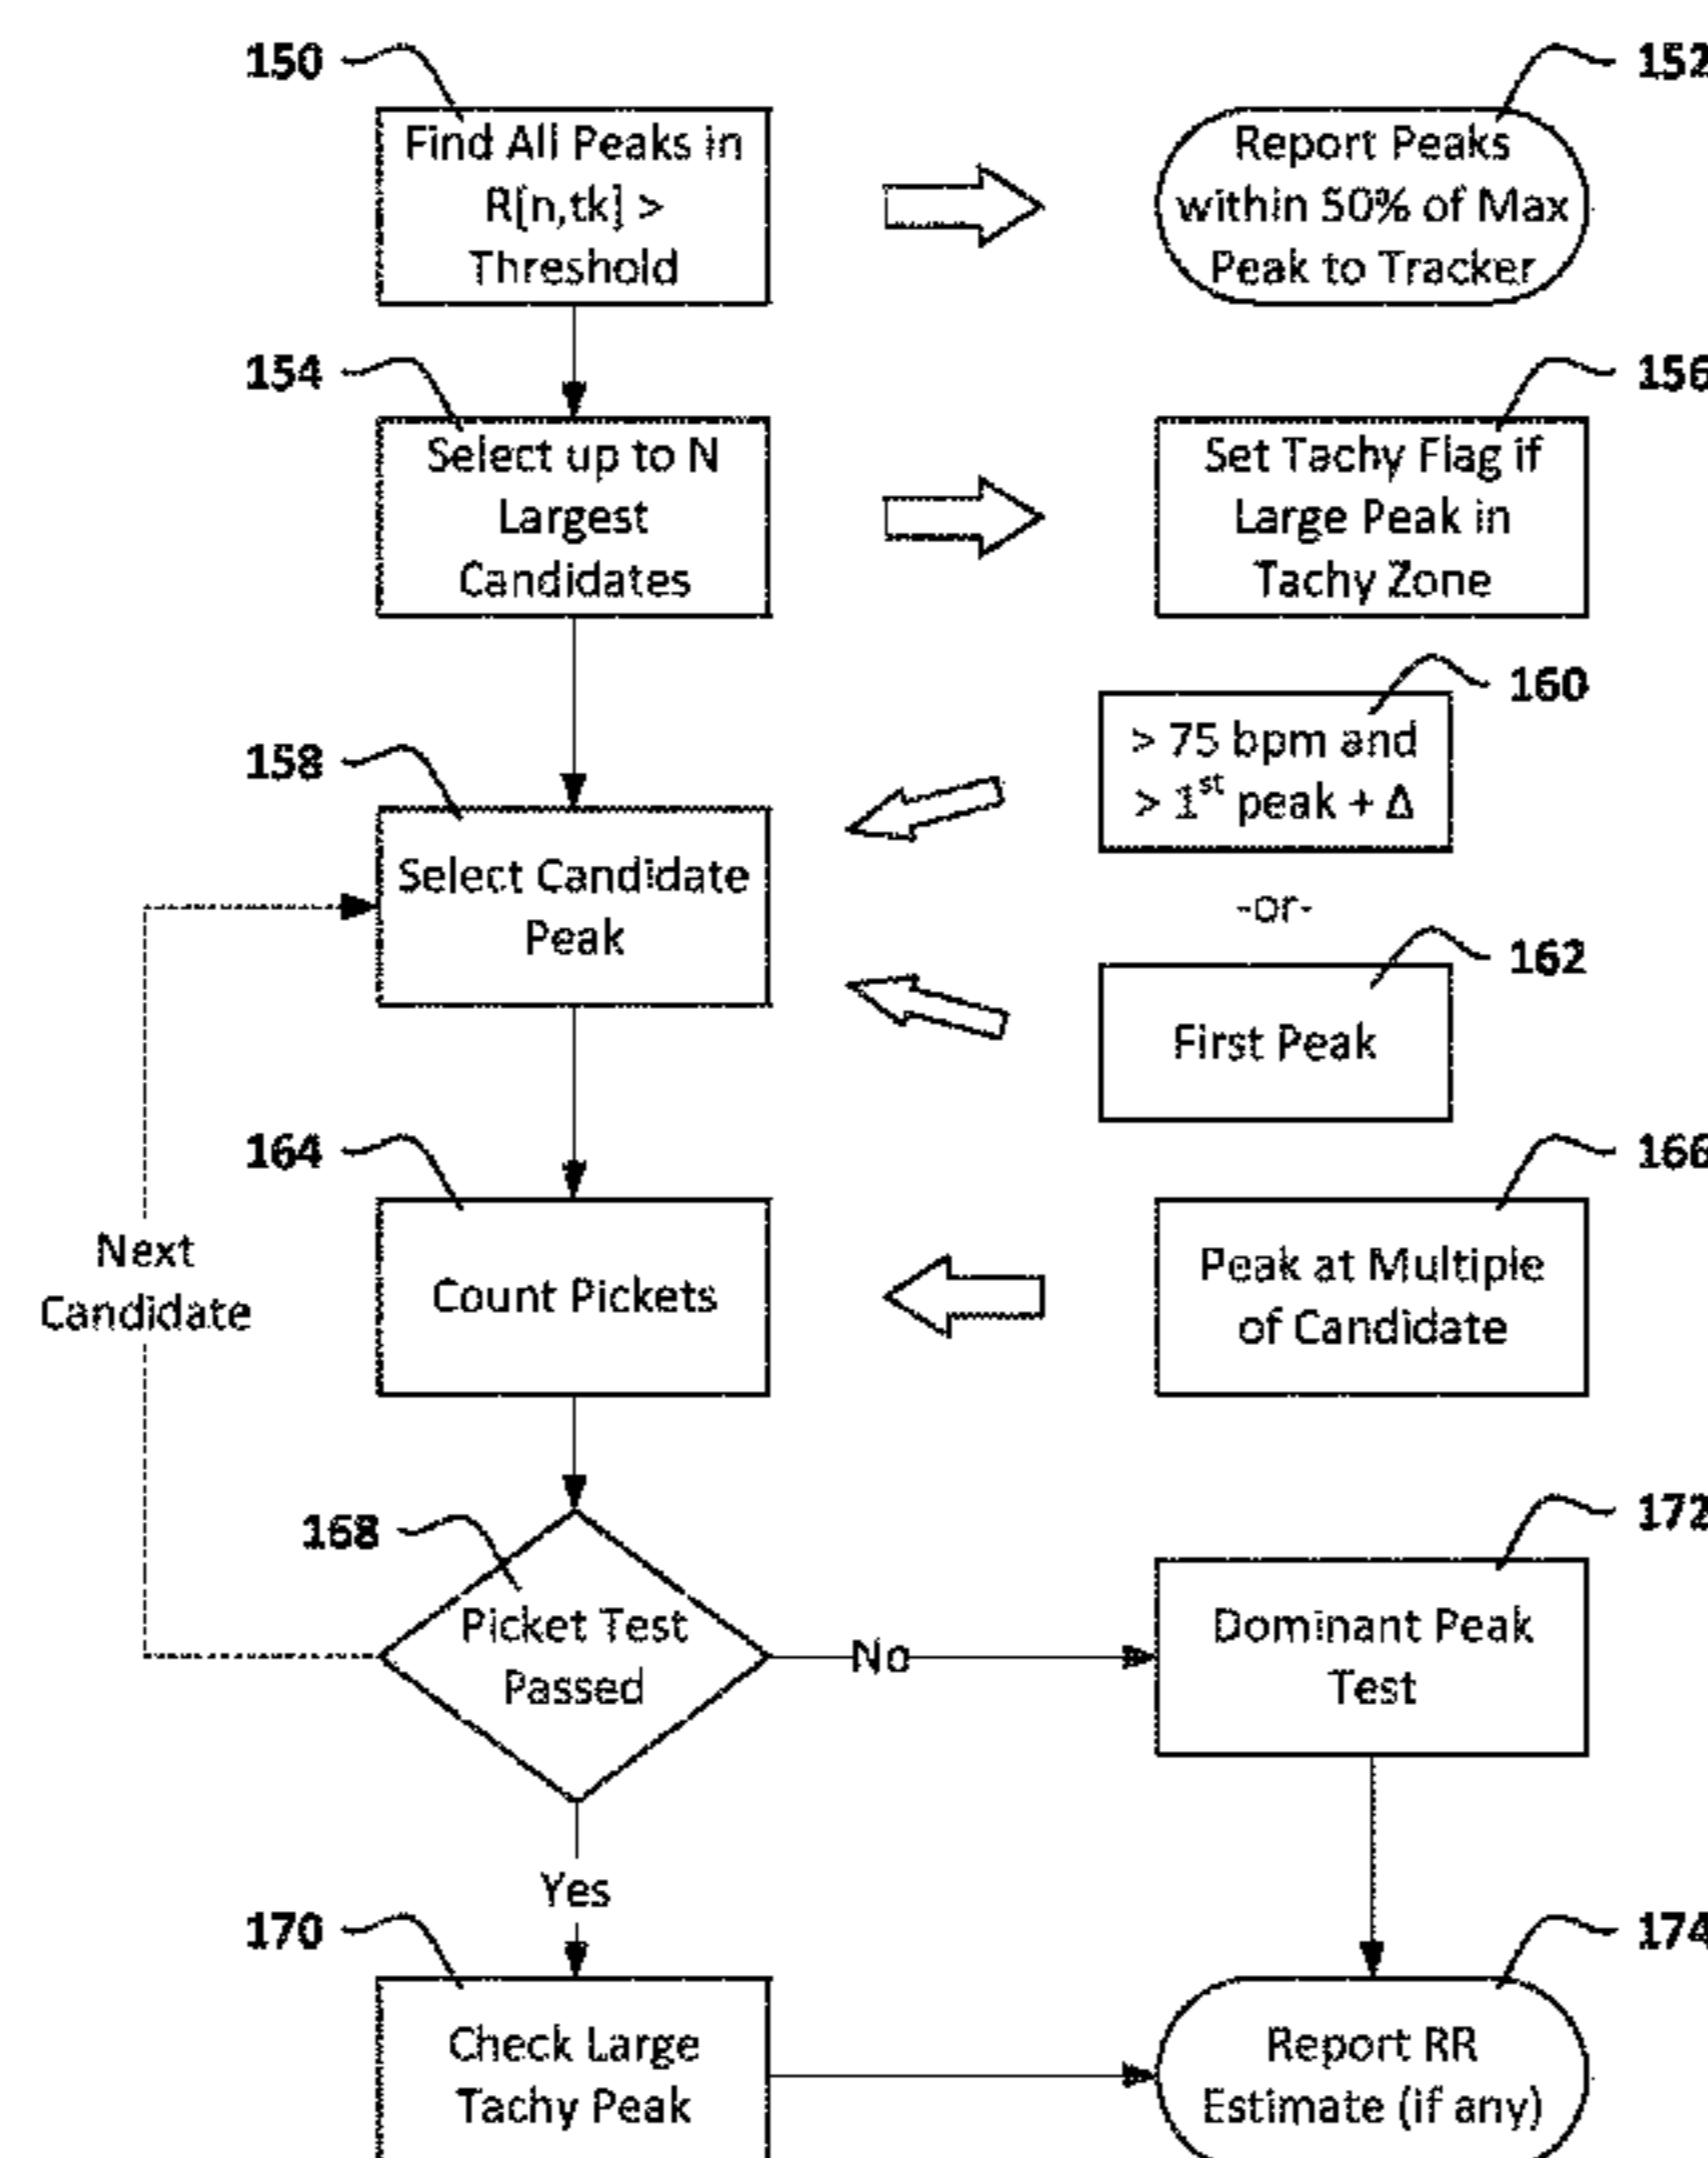 150
Find All Peaks in
R[n,tk] >
Threshold
152
Report Peaks
within 50% of Max
Peak to Tracker
154
Select up to N
Largest
Candidates
156
Set Tachy Flag if
Large Peak in
Tachy Zone
160
> 75 bpm and
> 1st peak + Δ
158
Select Candidate
Peak
-or-
162
First Peak
164
Count Pickets
166
Peak at Multiple
of Candidate
Next
Candidate
168
Picket Test
Passed
No
172
Dominant Peak
Test
Yes
170
Check Large
Tachy Peak
174
Report RR
Estimate (if any)